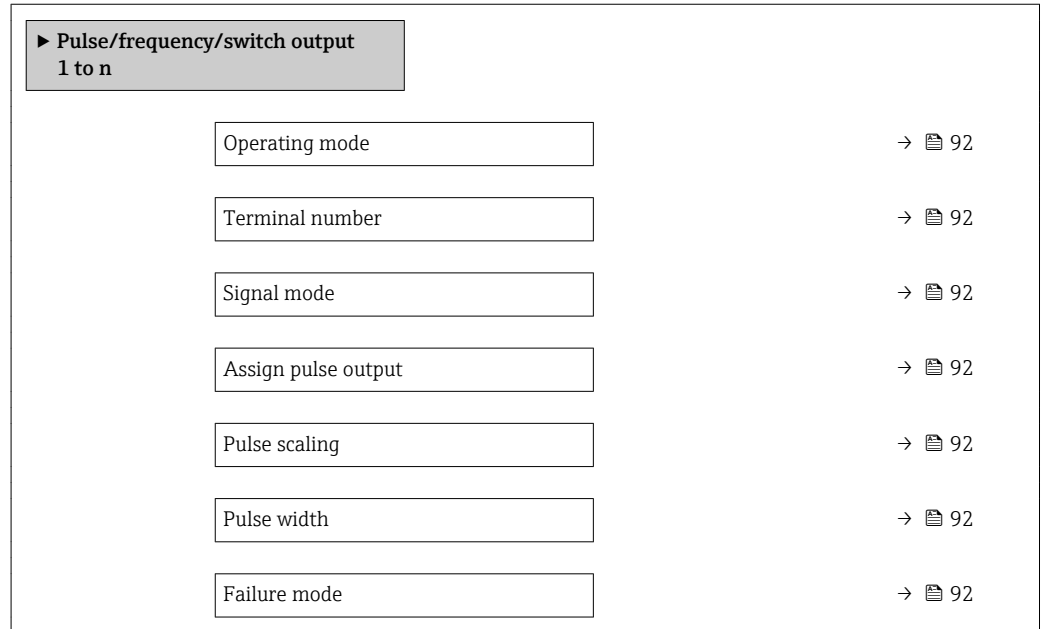 ▶ Pulse/frequency/switch output
1 to n
Operating mode → 92
Terminal number → 92
Signal mode → 92
Assign pulse output → 92
Pulse scaling → 92
Pulse width → 92
Failure mode → 92